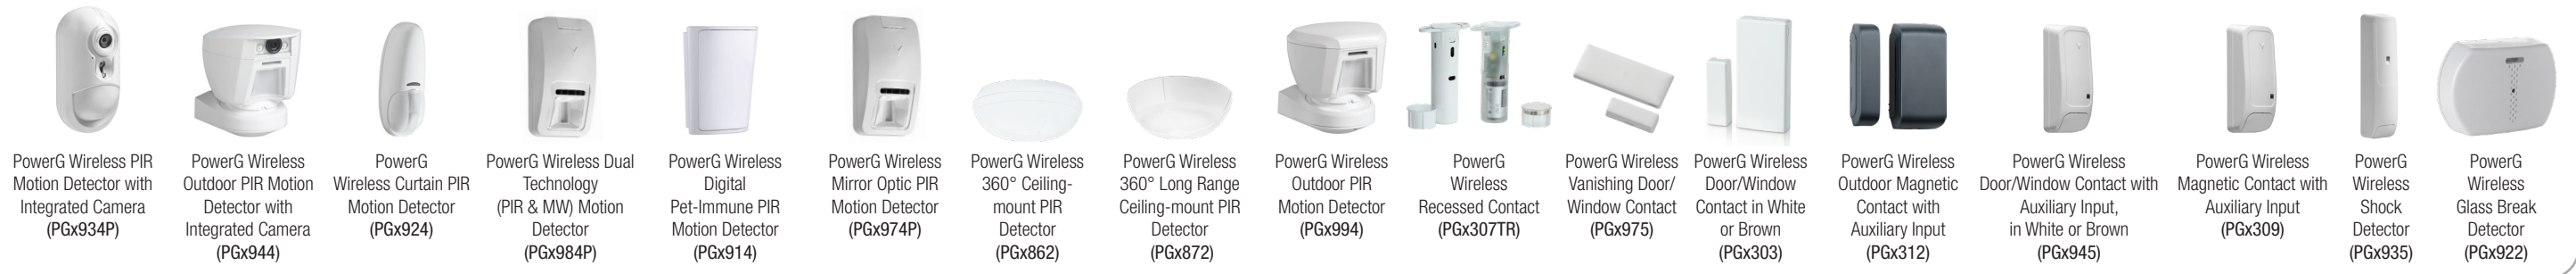 PowerG Wireless PIR
Motion Detector with
Integrated Camera
(PGx934P)
PowerG Wireless
Outdoor PIR Motion
Detector with
Integrated Camera
(PGx944)
PowerG
Wireless Curtain PIR
Motion Detector
(PGx924)
PowerG Wireless Dual
Technology
(PIR & MW) Motion
Detector
(PGx984P)
PowerG Wireless
Digital
Pet-Immune PIR
Motion Detector
(PGx914)
PowerG Wireless
Mirror Optic PIR
Motion Detector
(PGx974P)
PowerG Wireless
360° Ceiling-
mount PIR
Detector
(PGx862)
PowerG Wireless
360° Long Range
Ceiling-mount PIR
Detector
(PGx872)
PowerG Wireless
Outdoor PIR
Motion Detector
(PGx994)
PowerG
Wireless
Recessed Contact
(PGx307TR)
PowerG Wireless
Vanishing Door/
Window Contact
(PGx975)
PowerG Wireless
Door/Window
Contact in White
or Brown
(PGx303)
PowerG Wireless
Outdoor Magnetic
Contact with
Auxiliary Input
(PGx312)
PowerG Wireless
Door/Window Contact with
Auxiliary Input,
in White or Brown
(PGx945)
PowerG Wireless
Magnetic Contact with
Auxiliary Input
(PGx309)
PowerG
Wireless
Shock
Detector
(PGx935)
PowerG
Wireless
Glass Break
Detector
(PGx922)